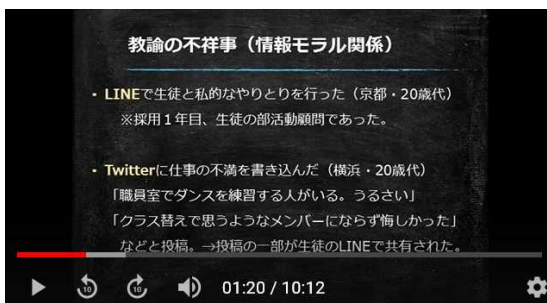 教諭の不祥事（情報モラル関係）
・LINEで生徒と私的なやりとりを行った（京都・20歳代）
※採用１年目、生徒の部活動顧問であった。
・Twitterに仕事の不満を書き込んだ（横浜・20歳代）
「職員室でダンスを練習する人がいる。うるさい」
「クラス替えで思うようなメンバーにならず悔しかった」
などと投稿。→投稿の一部が生徒のLINEで共有された。
10 10 01:20 / 10:12